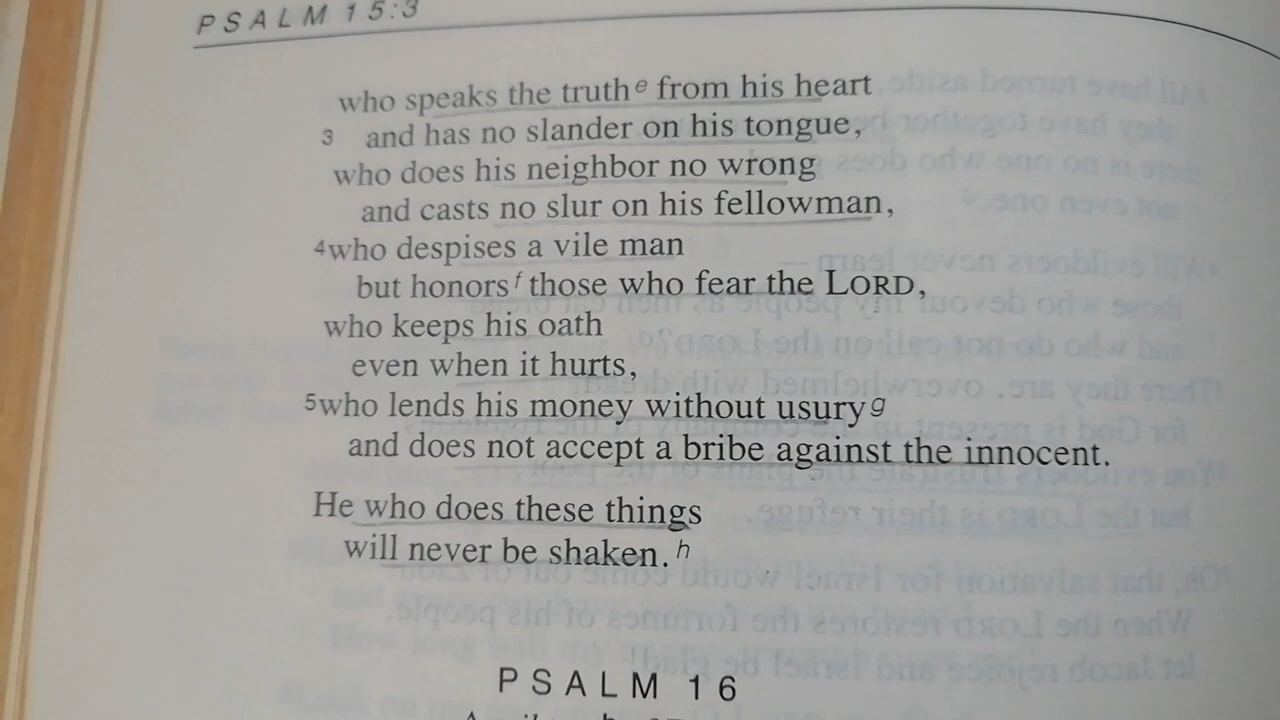 PSALM 15:3
who speaks the truth e from his heart
3 and has no slander on his tongue,
who does his neighbor no wrong
and casts no slur on his fellowman,
4 who despises a vile man
but honors f those who fear the LORD,
who keeps his oath
even when it hurts,
5 who lends his money without usury g
and does not accept a bribe against the innocent.
He who does these things
will never be shaken. h
PSALM 16